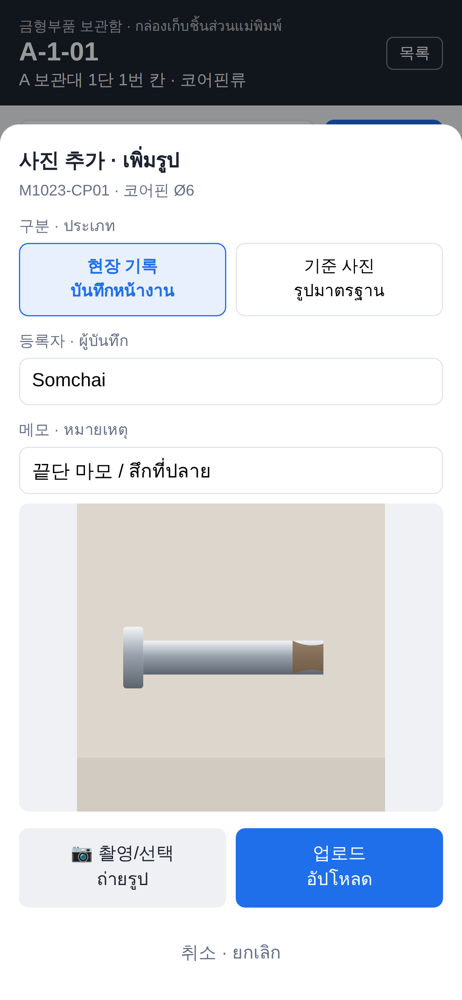 금형부품 보관함 · กล่องเก็บชิ้นส่วนแม่พิมพ์
A-1-01
목록
A 보관대 1단 1번 칸 · 코어핀류
사진 추가 · เพิ่มรูป
M1023-CP01 · 코어핀 Ø6
구분 · ประเภท
현장 기록
บันทึกหน้างาน
기준 사진
รูปมาตรฐาน
등록자 · ผู้บันทึก
Somchai
메모 · หมายเหตุ
끝단 마모 / สึกที่ปลาย
📷 촬영/선택
ถ่ายรูป
업로드
อัปโหลด
취소 · ยกเลิก